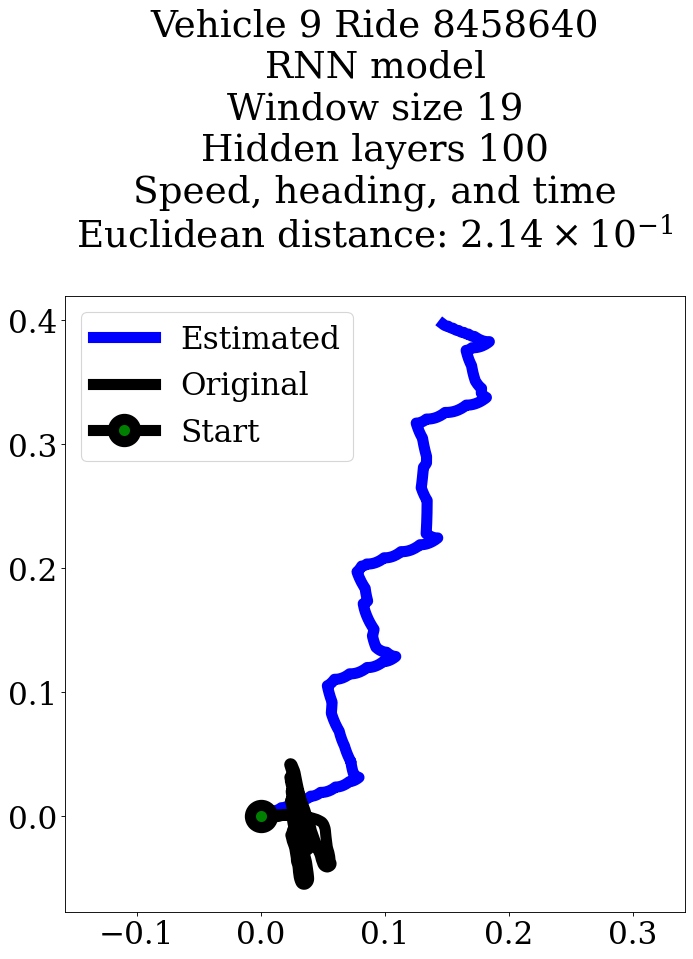 Vehicle 9 Ride 8458640
RNN model
Window size 19
Hidden layers 100
Speed, heading, and time
Euclidean distance: 2.14 × 10⁻¹
Estimated
Original
Start
0.4
0.3
0.2
0.1
0.0
−0.1 0.0 0.1 0.2 0.3